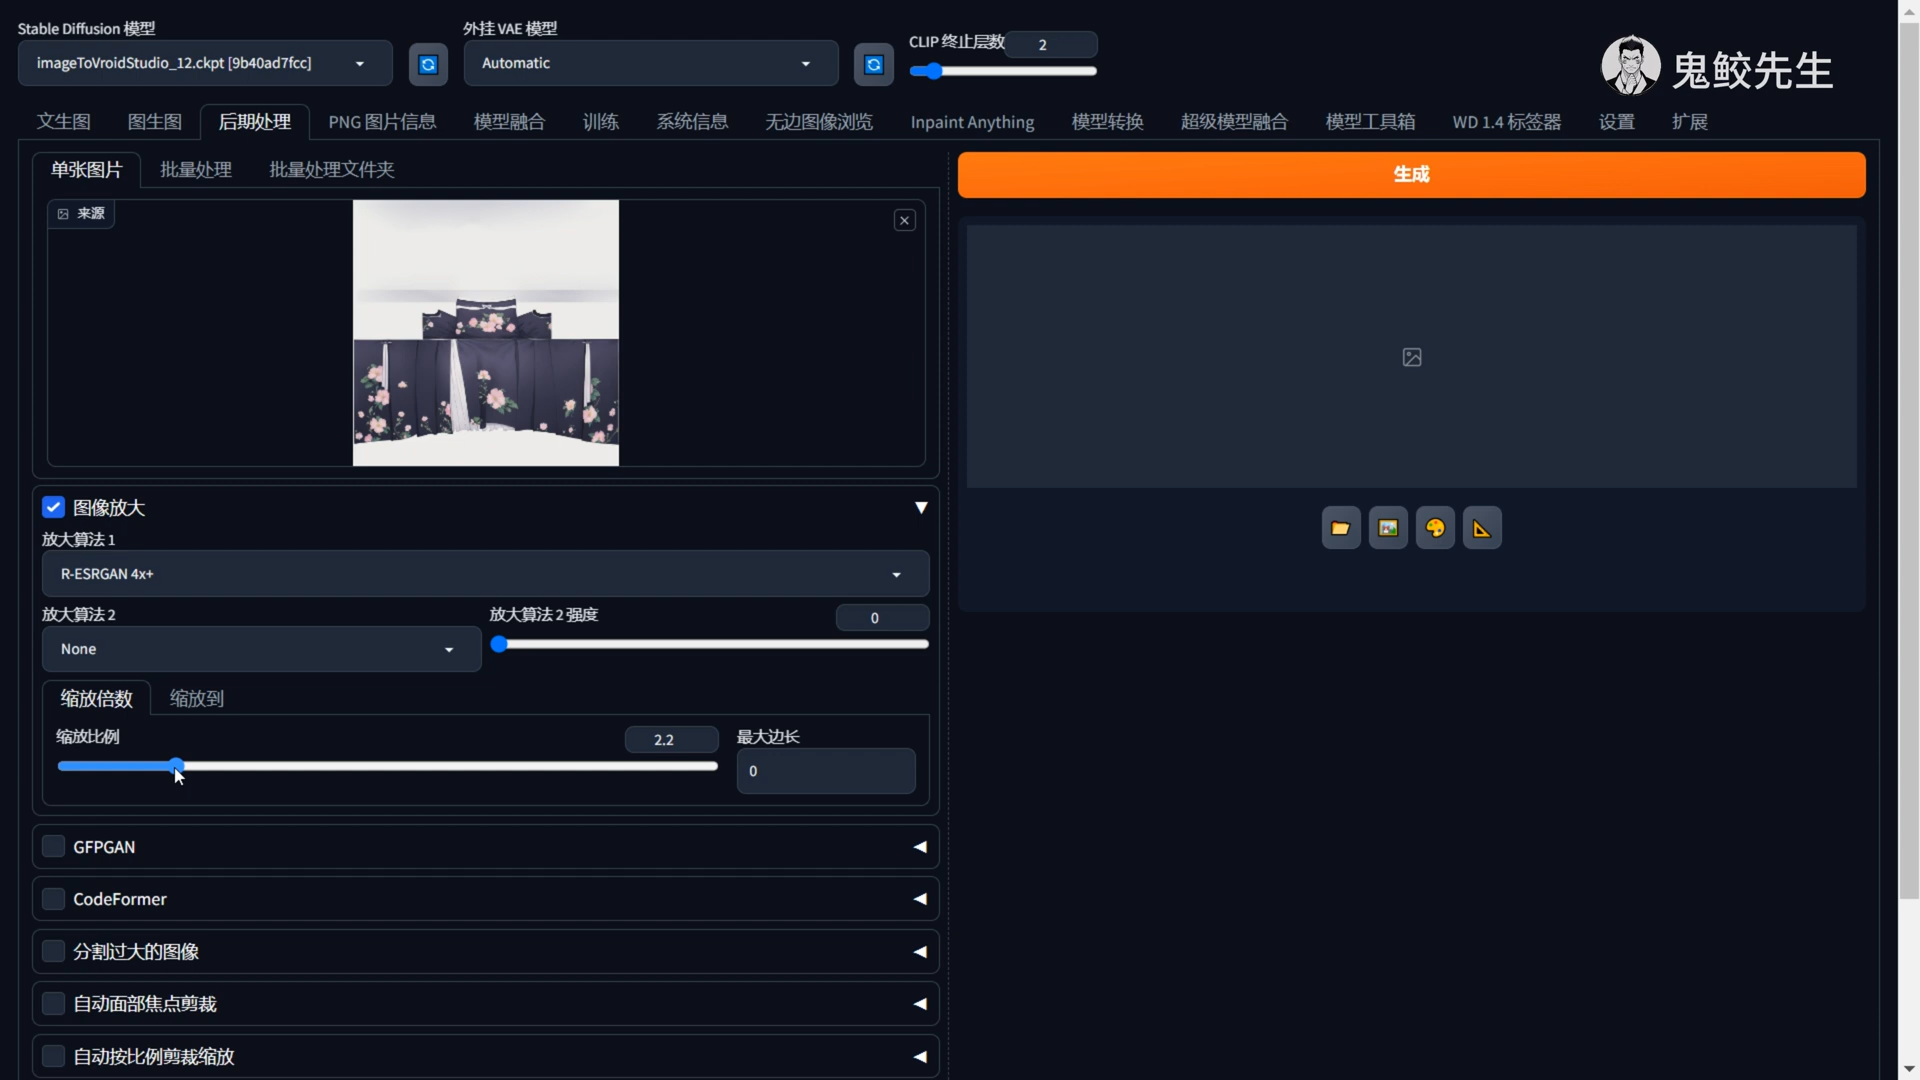 Stable Diffusion 模型
外挂 VAE 模型
CLIP 终止层数
2
imageToVroidStudio_12.ckpt [9b40ad7fcc]
Automatic
鬼鲛先生
文生图
图生图
后期处理
PNG 图片信息
模型融合
训练
系统信息
无边图像浏览
Inpaint Anything
模型转换
超级模型融合
模型工具箱
WD 1.4 标签器
设置
扩展
单张图片
批量处理
批量处理文件夹
生成
来源
图像放大
放大算法 1
R-ESRGAN 4x+
放大算法 2
放大算法 2 强度
0
None
缩放倍数
缩放到
缩放比例
2.2
最大边长
0
GFPGAN
CodeFormer
分割过大的图像
自动面部焦点剪裁
自动按比例剪裁缩放